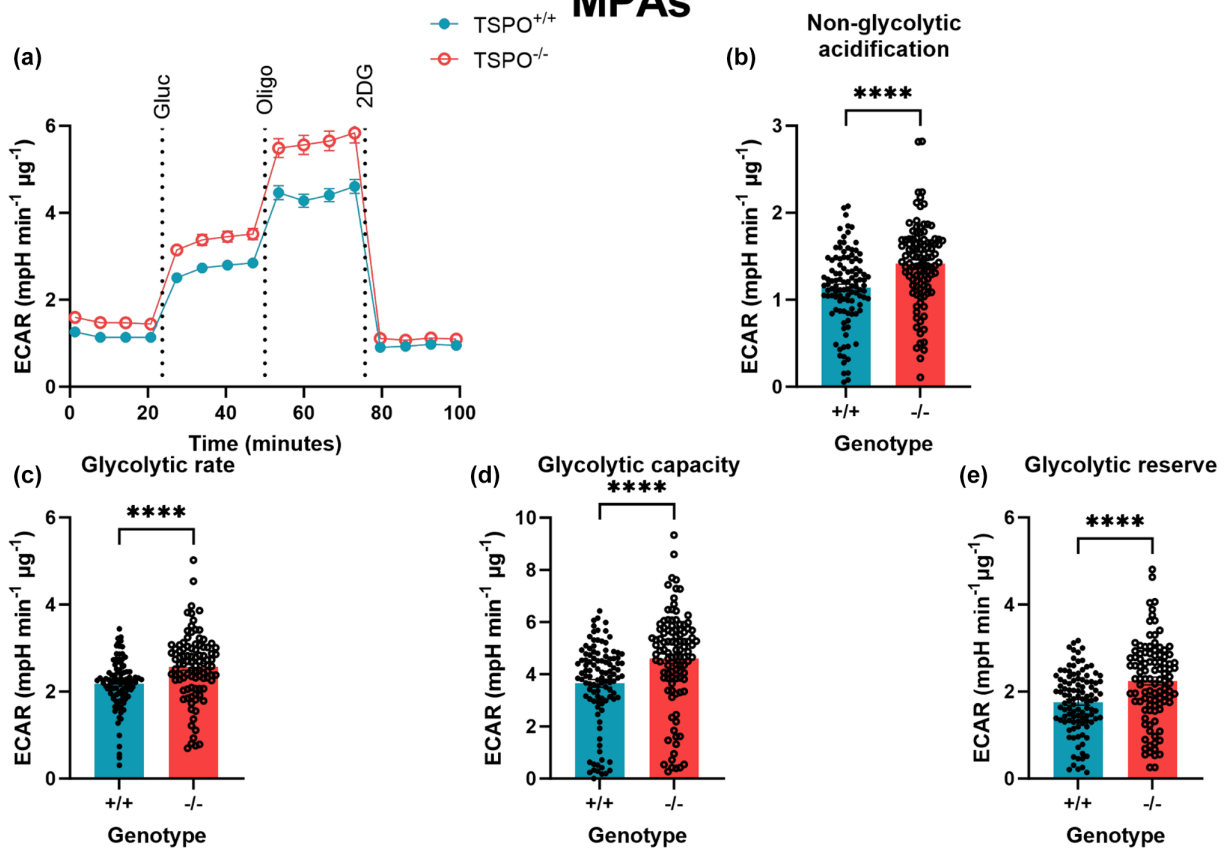 MPAs
TSPO+/+
TSPO-/-
(a)
Gluc
Oligo
2DG
ECAR (mpH min-1 µg-1)
6
4
2
0
0 20 40 60 80 100
Time (minutes)
(b)
Non-glycolytic
acidification
****
ECAR (mpH min-1 µg-1)
3
2
1
0
+/+ -/-
Genotype
(c)
Glycolytic rate
****
ECAR (mpH min-1 µg-1)
6
4
2
0
+/+ -/-
Genotype
(d)
Glycolytic capacity
****
ECAR (mpH min-1 µg-1)
10
8
6
4
2
0
+/+ -/-
Genotype
(e)
Glycolytic reserve
****
ECAR (mpH min-1µg-1)
6
4
2
0
+/+ -/-
Genotype